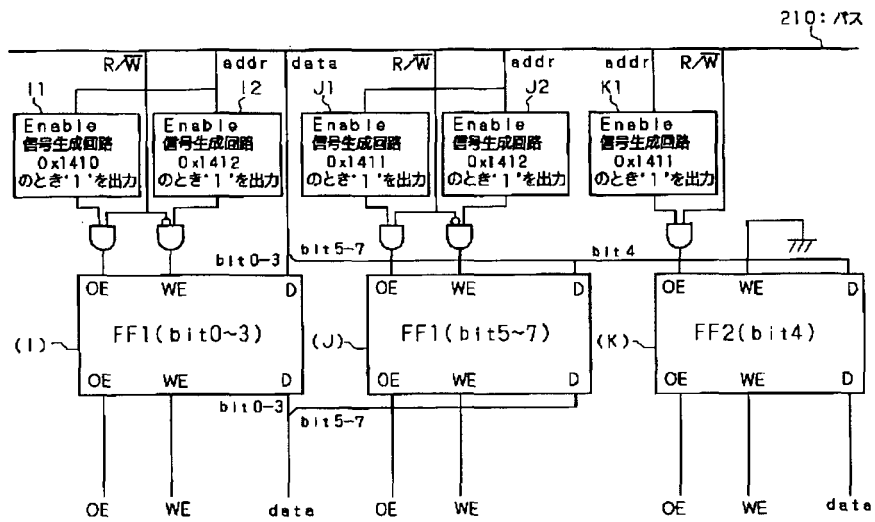 210:バス
R/W addr data R/W addr addr R/W
I1 I2 J1 J2 K1
Enable
信号生成回路
0x1410
のとき"1"を出力
Enable
信号生成回路
0x1412
のとき"1"を出力
Enable
信号生成回路
0x1411
のとき"1"を出力
Enable
信号生成回路
0x1412
のとき"1"を出力
Enable
信号生成回路
0x1411
のとき"1"を出力
bit0-3 bit5-7 bit4
OE WE D OE WE D OE WE D
(I) FF1(bit0~3) (J) FF1(bit5~7) (K) FF2(bit4)
OE WE D OE WE D OE WE D
bit0-3 bit5-7
OE WE data OE WE OE WE data